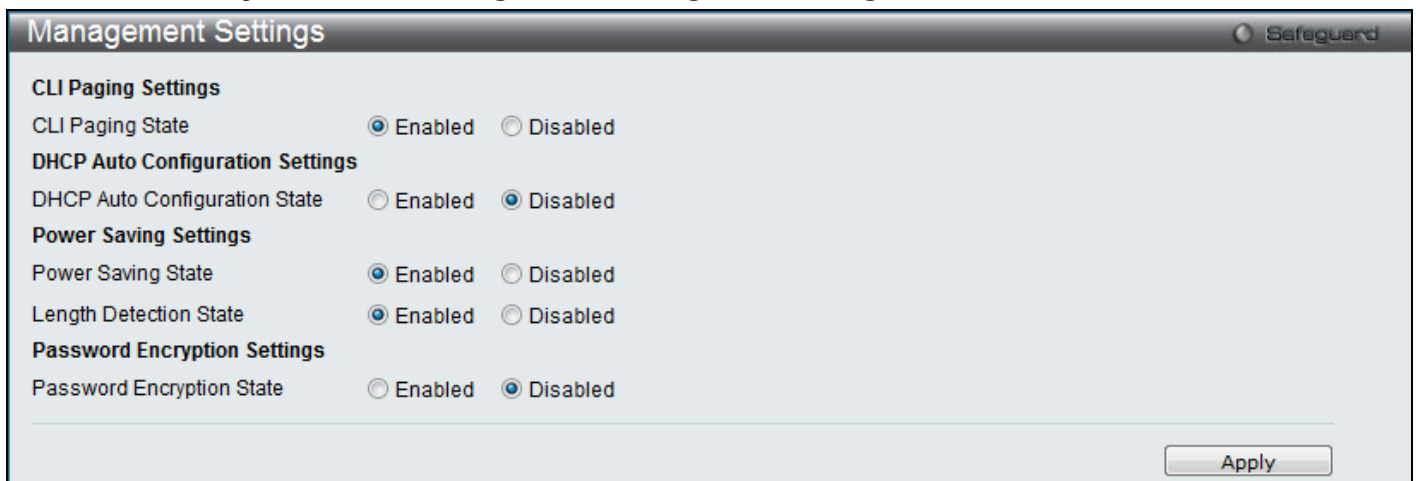 Management Settings Safeguard
CLI Paging Settings
CLI Paging State Enabled Disabled
DHCP Auto Configuration Settings
DHCP Auto Configuration State Enabled Disabled
Power Saving Settings
Power Saving State Enabled Disabled
Length Detection State Enabled Disabled
Password Encryption Settings
Password Encryption State Enabled Disabled
Apply